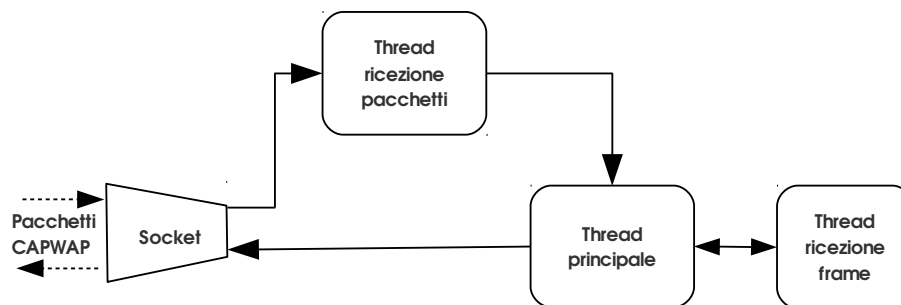 Thread
ricezione
pacchetti
Pacchetti
CAPWAP
Socket
Thread
principale
Thread
ricezione
frame